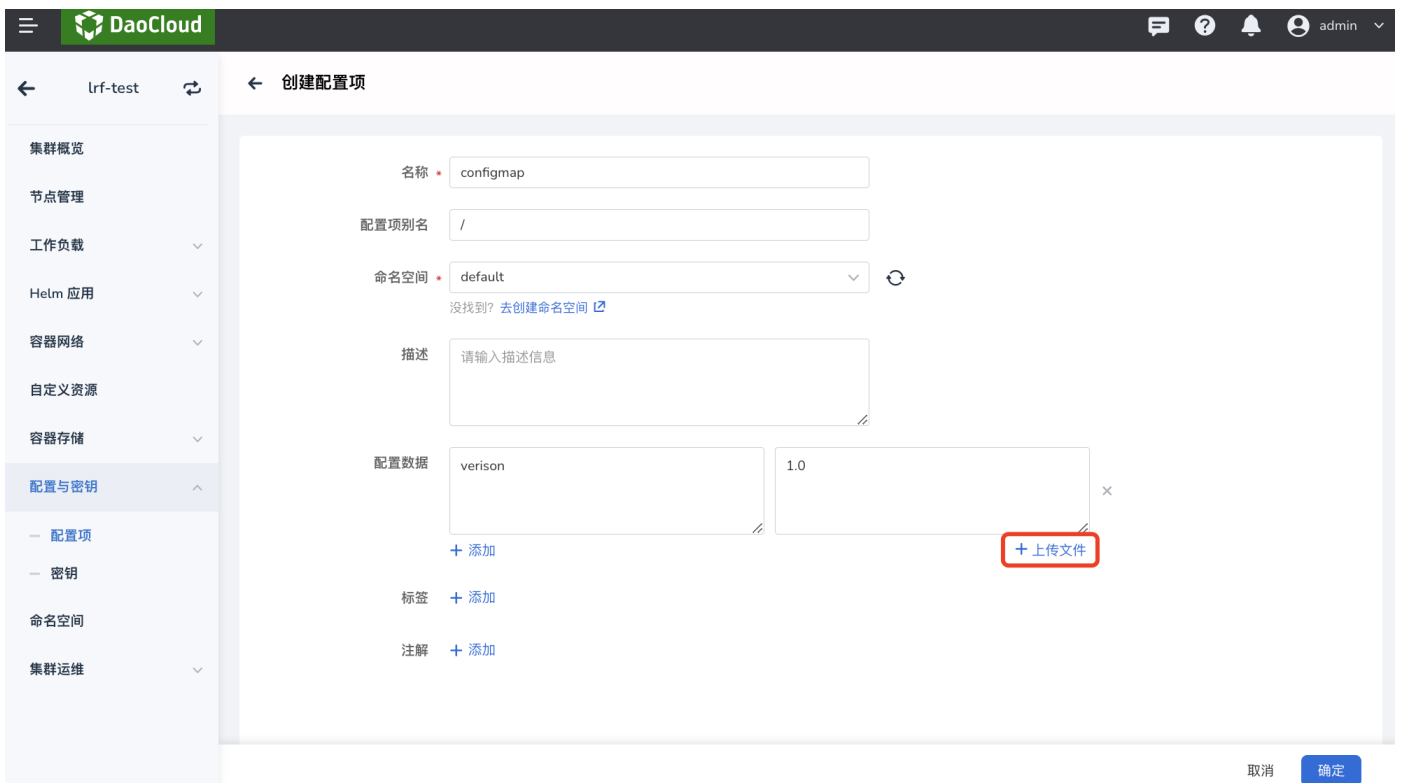 DaoCloud
admin
lrf-test
创建配置项
集群概览
节点管理
工作负载
Helm 应用
容器网络
自定义资源
容器存储
配置与密钥
配置项
密钥
命名空间
集群运维
名称 * configmap
配置项别名 /
命名空间 * default
没找到? 去创建命名空间
描述 请输入描述信息
配置数据 verison 1.0
+ 添加 + 上传文件
标签 + 添加
注解 + 添加
取消 确定